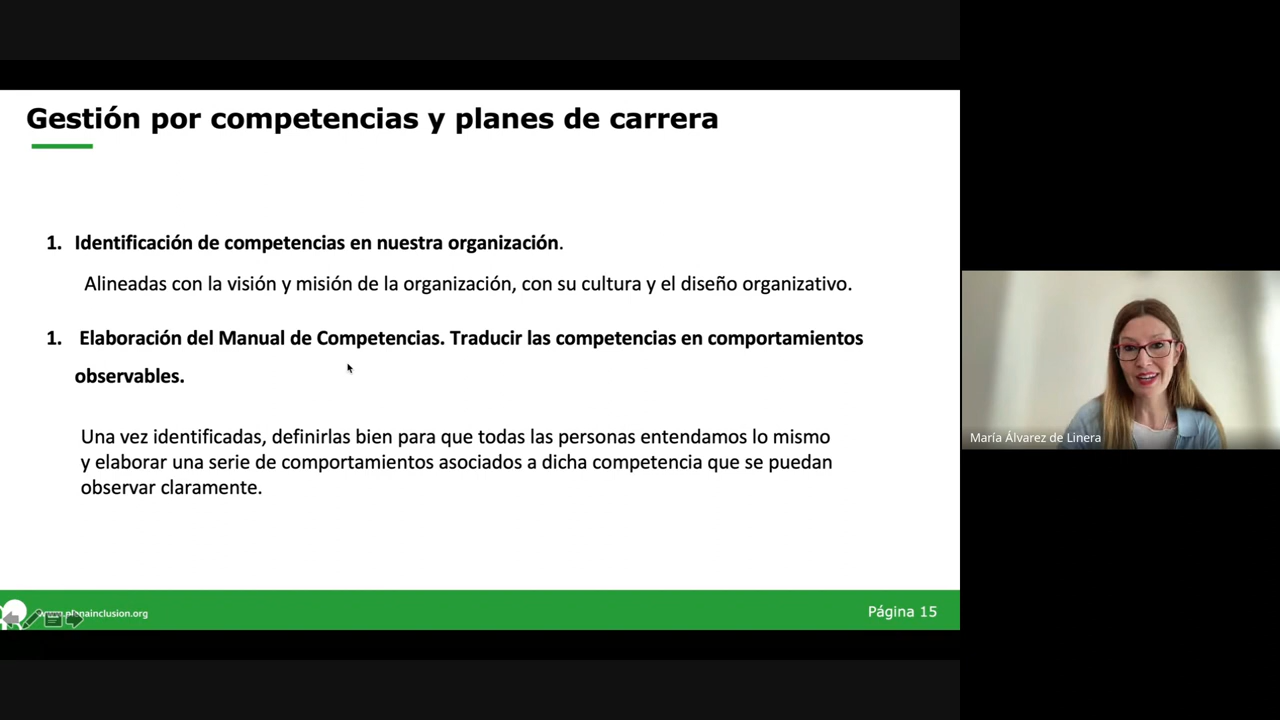 Gestión por competencias y planes de carrera
1. Identificación de competencias en nuestra organización.
Alineadas con la visión y misión de la organización, con su cultura y el diseño organizativo.
1. Elaboración del Manual de Competencias. Traducir las competencias en comportamientos
observables.
Una vez identificadas, definirlas bien para que todas las personas entendamos lo mismo
y elaborar una serie de comportamientos asociados a dicha competencia que se puedan
observar claramente.
www.plenainclusion.org
Página 15
María Álvarez de Linera